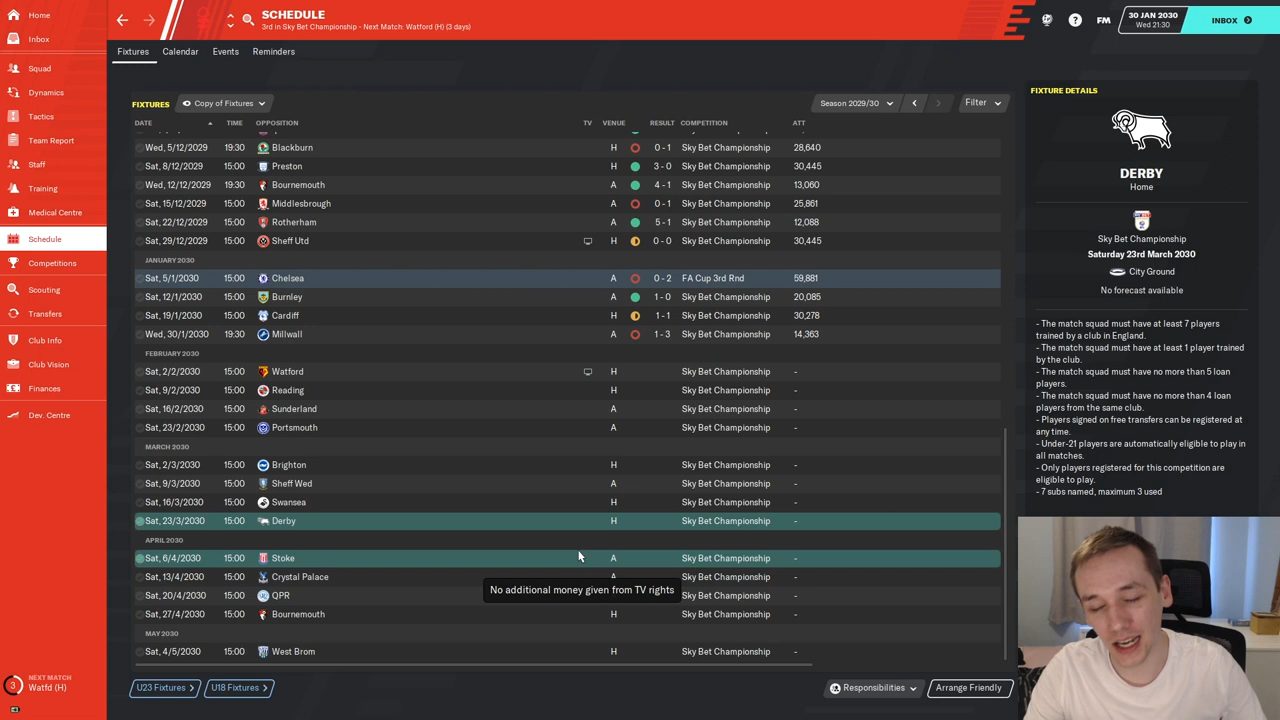 Home
Inbox
Squad
Dynamics
Tactics
Team Report
Staff
Training
Medical Centre
Schedule
Competitions
Scouting
Transfers
Club Info
Club Vision
Finances
Dev. Centre
3
NEXT MATCH
Watfd (H)
SCHEDULE
3rd in Sky Bet Championship - Next Match: Watford (H) (3 days)
FM
30 JAN 2030
Wed 21:30
INBOX
Fixtures Calendar Events Reminders
FIXTURES Copy of Fixtures Season 2029/30 Filter
DATE TIME OPPOSITION TV VENUE RESULT COMPETITION ATT
Wed, 5/12/2029 19:30 Blackburn H 0 - 1 Sky Bet Championship 28,640
Sat, 8/12/2029 15:00 Preston H 3 - 0 Sky Bet Championship 30,445
Wed, 12/12/2029 19:30 Bournemouth A 4 - 1 Sky Bet Championship 13,060
Sat, 15/12/2029 15:00 Middlesbrough A 0 - 1 Sky Bet Championship 25,861
Sat, 22/12/2029 15:00 Rotherham A 5 - 1 Sky Bet Championship 12,088
Sat, 29/12/2029 15:00 Sheff Utd H 0 - 0 Sky Bet Championship 30,445
JANUARY 2030
Sat, 5/1/2030 15:00 Chelsea A 0 - 2 FA Cup 3rd Rnd 59,881
Sat, 12/1/2030 15:00 Burnley A 1 - 0 Sky Bet Championship 20,085
Sat, 19/1/2030 15:00 Cardiff H 1 - 1 Sky Bet Championship 30,278
Wed, 30/1/2030 19:30 Millwall A 1 - 3 Sky Bet Championship 14,363
FEBRUARY 2030
Sat, 2/2/2030 15:00 Watford H Sky Bet Championship -
Sat, 9/2/2030 15:00 Reading H Sky Bet Championship -
Sat, 16/2/2030 15:00 Sunderland A Sky Bet Championship -
Sat, 23/2/2030 15:00 Portsmouth A Sky Bet Championship -
MARCH 2030
Sat, 2/3/2030 15:00 Brighton H Sky Bet Championship -
Sat, 9/3/2030 15:00 Sheff Wed A Sky Bet Championship -
Sat, 16/3/2030 15:00 Swansea H Sky Bet Championship -
Sat, 23/3/2030 15:00 Derby H Sky Bet Championship -
APRIL 2030
Sat, 6/4/2030 15:00 Stoke A Sky Bet Championship -
Sat, 13/4/2030 15:00 Crystal Palace Sky Bet Championship -
No additional money given from TV rights
Sat, 20/4/2030 15:00 QPR Sky Bet Championship -
Sat, 27/4/2030 15:00 Bournemouth H Sky Bet Championship -
MAY 2030
Sat, 4/5/2030 15:00 West Brom H Sky Bet Championship -
U23 Fixtures U18 Fixtures Responsibilities Arrange Friendly
FIXTURE DETAILS
DERBY
Home
Sky Bet Championship
Saturday 23rd March 2030
City Ground
No forecast available
- The match squad must have at least 7 players
trained by a club in England.
- The match squad must have at least 1 player trained
by the club.
- The match squad must have no more than 5 loan
players.
- The match squad must have no more than 4 loan
players from the same club.
- Players signed on free transfers can be registered at
any time.
- Under-21 players are automatically eligible to play in
all matches.
- Only players registered for this competition are
eligible to play.
- 7 subs named, maximum 3 used